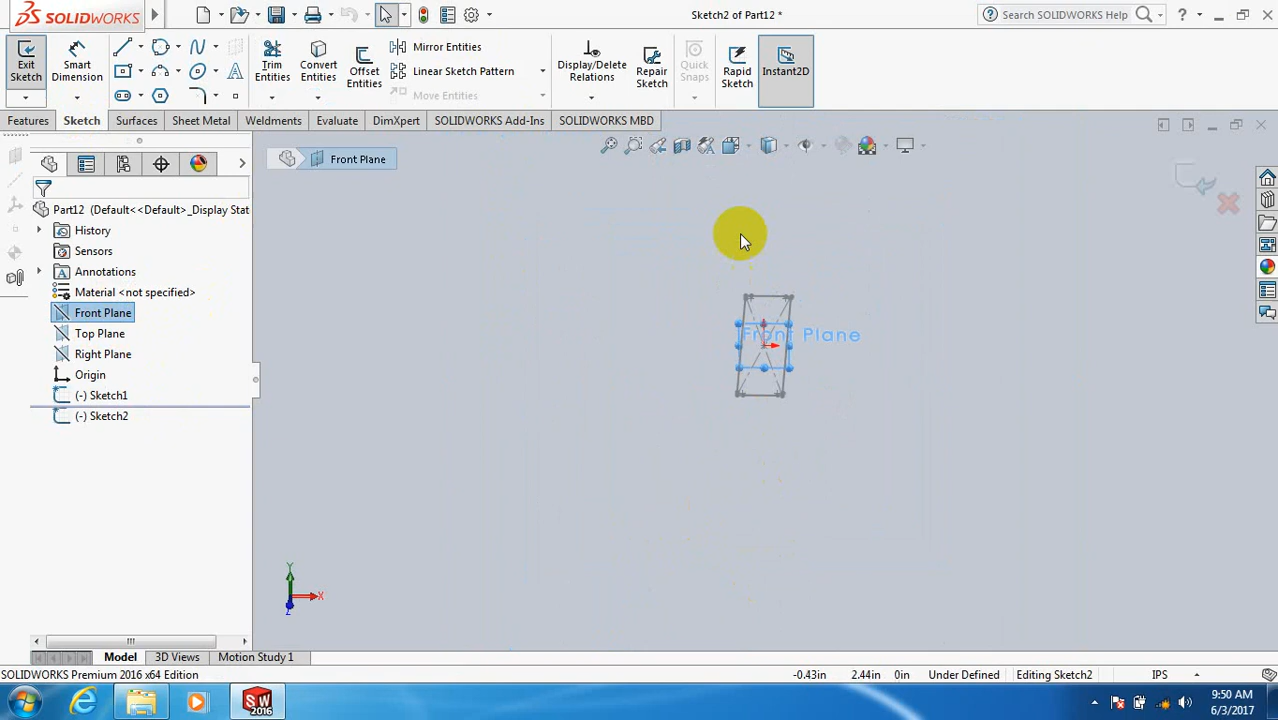 SOLIDWORKS
Sketch2 of Part12 *
Search SOLIDWORKS Help
?
Exit Sketch
Smart Dimension
Trim Entities
Convert Entities
Offset Entities
Mirror Entities
Linear Sketch Pattern
Move Entities
Display/Delete Relations
Repair Sketch
Quick Snaps
Rapid Sketch
Instant2D
Features
Sketch
Surfaces
Sheet Metal
Weldments
Evaluate
DimXpert
SOLIDWORKS Add-Ins
SOLIDWORKS MBD
Front Plane
Part12 (Default<<Default>_Display Stat
History
Sensors
Annotations
Material <not specified>
Front Plane
Top Plane
Right Plane
Origin
(-) Sketch1
(-) Sketch2
Front Plane
Y
X
Z
Model
3D Views
Motion Study 1
SOLIDWORKS Premium 2016 x64 Edition
-0.43in
2.44in
0in
Under Defined
Editing Sketch2
IPS
SW
2016
9:50 AM
6/3/2017